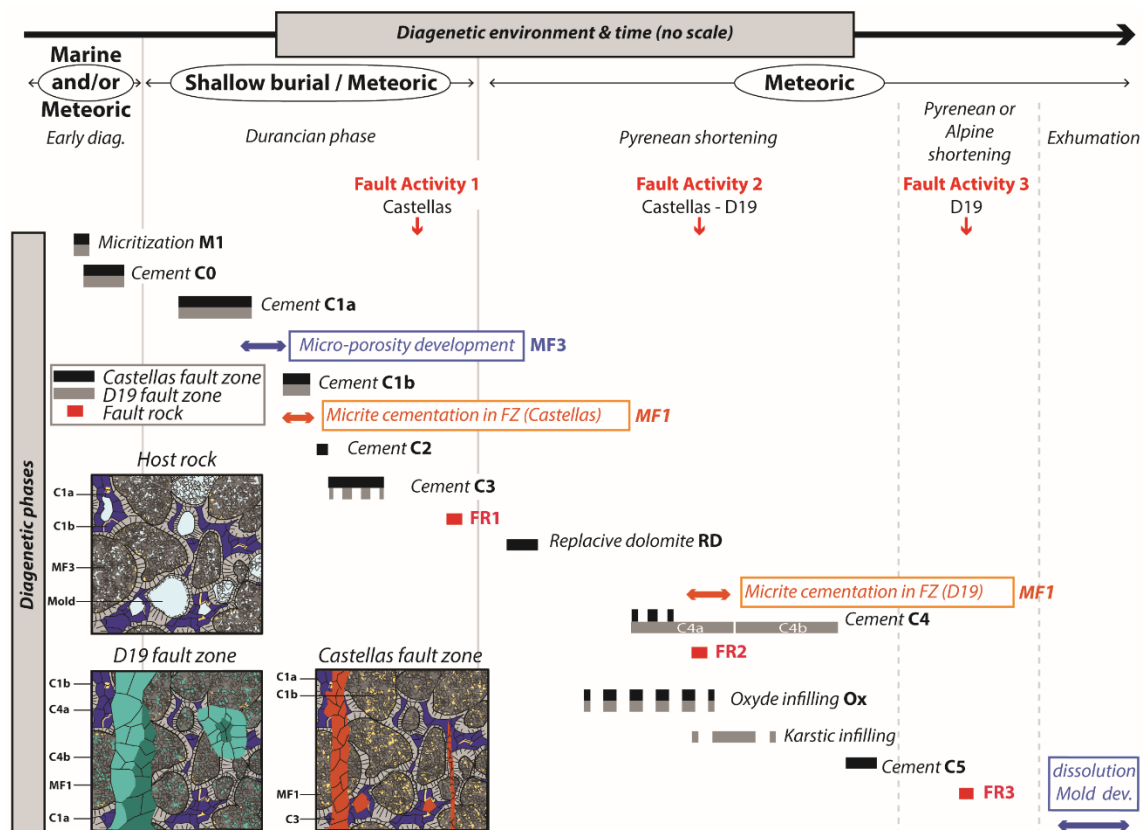 Diagenetic environment & time (no scale)
Marine
and/or
Meteoric
Shallow burial / Meteoric
Meteoric
Early diag.
Durancian phase
Pyrenean shortening
Pyrenean or
Alpine
shortening
Exhumation
Fault Activity 1
Castellas
Fault Activity 2
Castellas - D19
Fault Activity 3
D19
Diagenetic phases
Micritization M1
Cement C0
Cement C1a
Micro-porosity development MF3
Castellas fault zone
D19 fault zone
Fault rock
Cement C1b
Micrite cementation in FZ (Castellas) MF1
Cement C2
Cement C3
FR1
Replacive dolomite RD
Micrite cementation in FZ (D19) MF1
C4a C4b Cement C4
FR2
Oxyde infilling Ox
Karstic infilling
Cement C5
FR3
dissolution
Mold dev.
Host rock
C1a
C1b
MF3
Mold
D19 fault zone
C1b
C4a
C4b
MF1
C1a
Castellas fault zone
C1a
C1b
MF1
C3